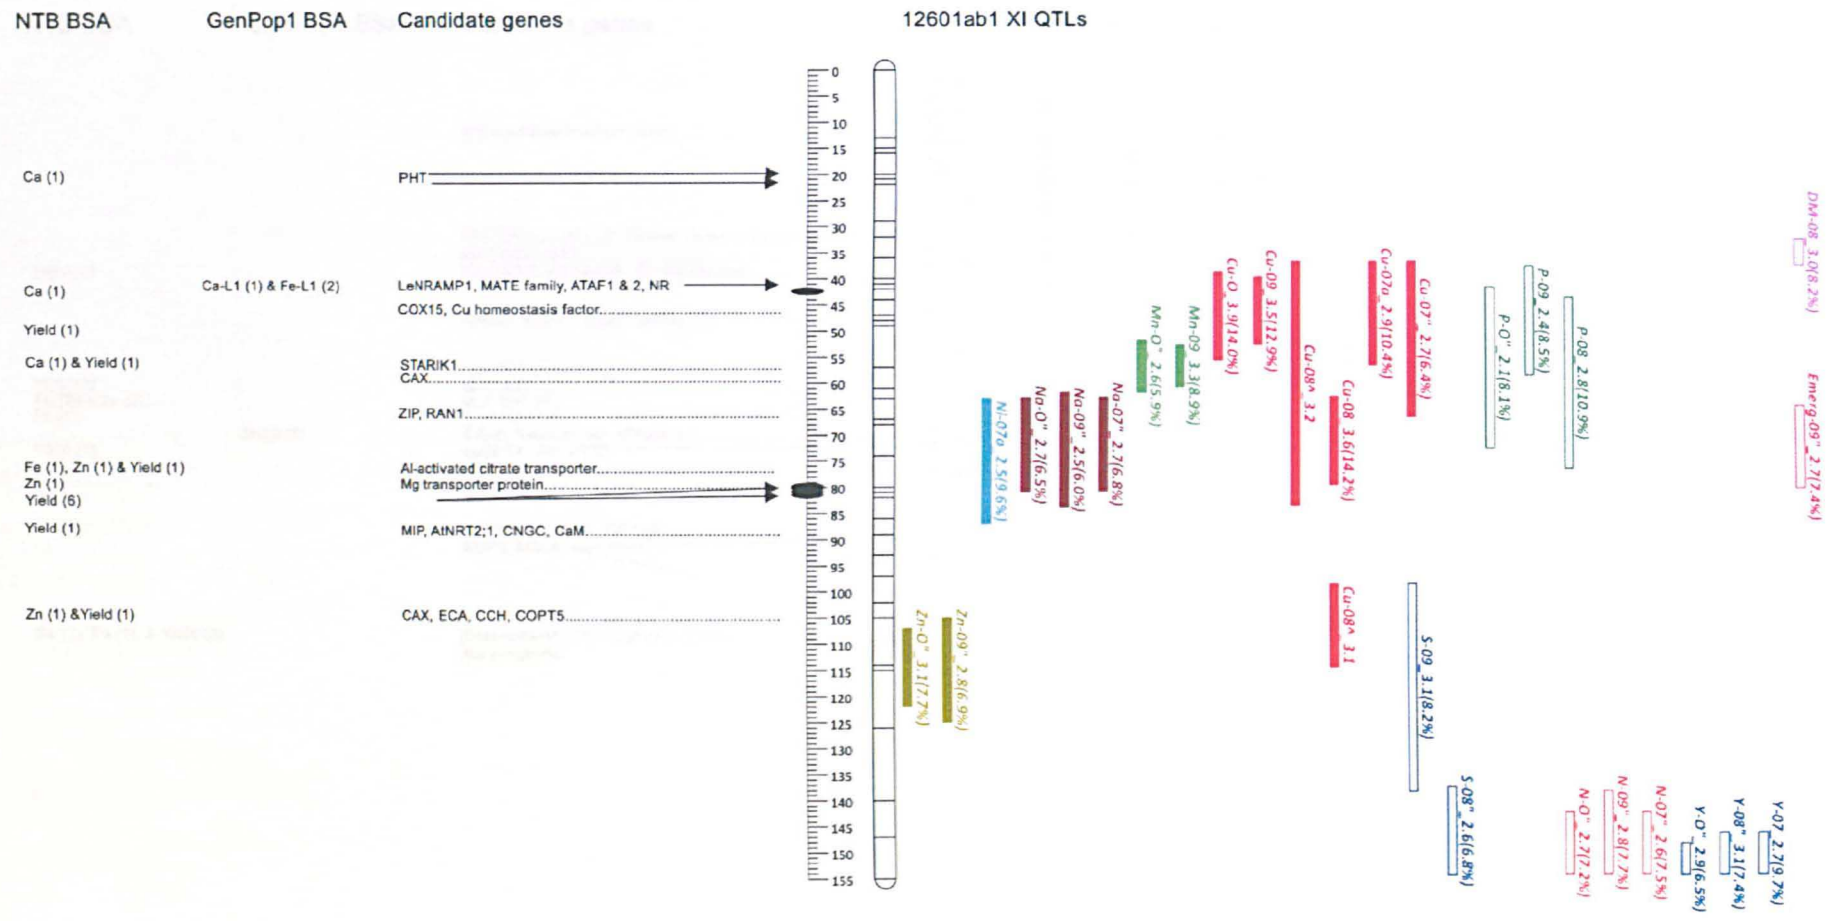 NTB BSA GenPop1 BSA Candidate genes 12601ab1 XI QTLs
Ca (1) PHT
Ca (1) Ca-L1 (1) & Fe-L1 (2) LeNRAMP1, MATE family, ATAF1 & 2, NR
COX15, Cu homeostasis factor
Yield (1)
Ca (1) & Yield (1) STARIK1
CAX
ZIP, RAN1
Fe (1), Zn (1) & Yield (1) Al-activated citrate transporter
Zn (1) Mg transporter protein
Yield (6)
Yield (1) MIP, AtNRT2;1, CNGC, CaM
Zn (1) &Yield (1) CAX, ECA, CCH, COPT5
0
5
10
15
20
25
30
35
40
45
50
55
60
65
70
75
80
85
90
95
100
105
110
115
120
125
130
135
140
145
150
155
Zn-O"_3.1(7.7%)
Zn-09"_2.8(6.9%)
Ni-07a_2.5(9.6%)
Na-O"_2.7(6.5%)
Na-09"_2.5(6.0%)
Na-07"_2.7(6.8%)
Mn-O"_2.6(5.9%)
Mn-09_3.3(8.9%)
Cu-O_3.9(14.0%)
Cu-09_3.5(12.9%)
Cu-08^_3.2
Cu-08_3.6(14.2%)
Cu-08^_3.1
Cu-07a_2.9(10.4%)
Cu-07"_2.7(6.4%)
S-09_3.1(8.2%)
S-08"_2.6(6.8%)
P-O"_2.1(8.1%)
P-09_2.4(8.5%)
P-08_2.8(10.9%)
N-O"_2.7(7.2%)
N-09"_2.8(7.7%)
N-07"_2.6(7.5%)
Y-O"_2.9(6.5%)
Y-08"_3.1(7.4%)
Y-07_2.7(9.7%)
DM-08_3.0(8.2%)
Emerg-09"_2.7(7.4%)